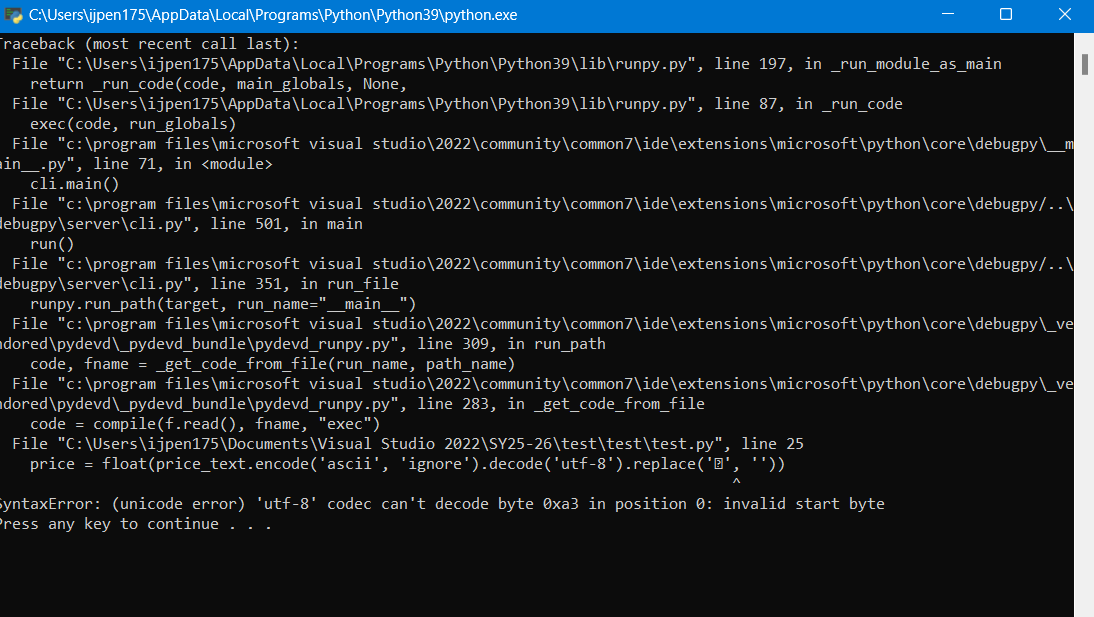 C:\Users\ijpen175\AppData\Local\Programs\Python\Python39\python.exe
Traceback (most recent call last):
  File "C:\Users\ijpen175\AppData\Local\Programs\Python\Python39\lib\runpy.py", line 197, in _run_module_as_main
    return _run_code(code, main_globals, None,
  File "C:\Users\ijpen175\AppData\Local\Programs\Python\Python39\lib\runpy.py", line 87, in _run_code
    exec(code, run_globals)
  File "c:\program files\microsoft visual studio\2022\community\common7\ide\extensions\microsoft\python\core\debugpy\__m
ain__.py", line 71, in <module>
    cli.main()
  File "c:\program files\microsoft visual studio\2022\community\common7\ide\extensions\microsoft\python\core\debugpy/..\
debugpy\server\cli.py", line 501, in main
    run()
  File "c:\program files\microsoft visual studio\2022\community\common7\ide\extensions\microsoft\python\core\debugpy/..\
debugpy\server\cli.py", line 351, in run_file
    runpy.run_path(target, run_name="__main__")
  File "c:\program files\microsoft visual studio\2022\community\common7\ide\extensions\microsoft\python\core\debugpy\_ve
ndored\pydevd\_pydevd_bundle\pydevd_runpy.py", line 309, in run_path
    code, fname = _get_code_from_file(run_name, path_name)
  File "c:\program files\microsoft visual studio\2022\community\common7\ide\extensions\microsoft\python\core\debugpy\_ve
ndored\pydevd\_pydevd_bundle\pydevd_runpy.py", line 283, in _get_code_from_file
    code = compile(f.read(), fname, "exec")
  File "C:\Users\ijpen175\Documents\Visual Studio 2022\SY25-26\test\test\test.py", line 25
    price = float(price_text.encode('ascii', 'ignore').decode('utf-8').replace('�', ''))
                                                                               ^
SyntaxError: (unicode error) 'utf-8' codec can't decode byte 0xa3 in position 0: invalid start byte
Press any key to continue . . .